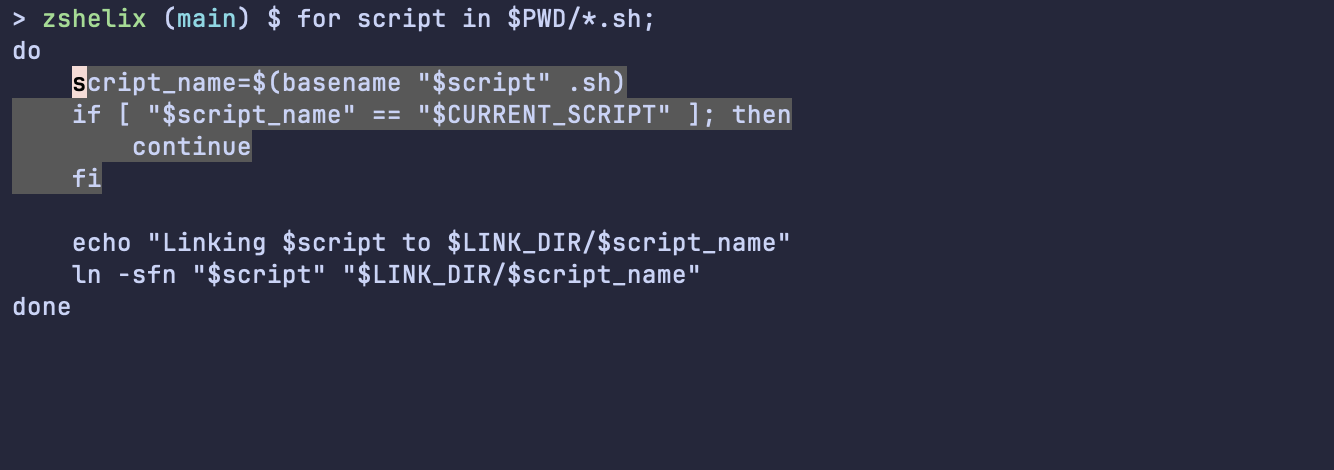 > zshelix (main) $ for script in $PWD/*.sh;
do
    script_name=$(basename "$script" .sh)
    if [ "$script_name" == "$CURRENT_SCRIPT" ]; then
        continue
    fi

    echo "Linking $script to $LINK_DIR/$script_name"
    ln -sfn "$script" "$LINK_DIR/$script_name"
done